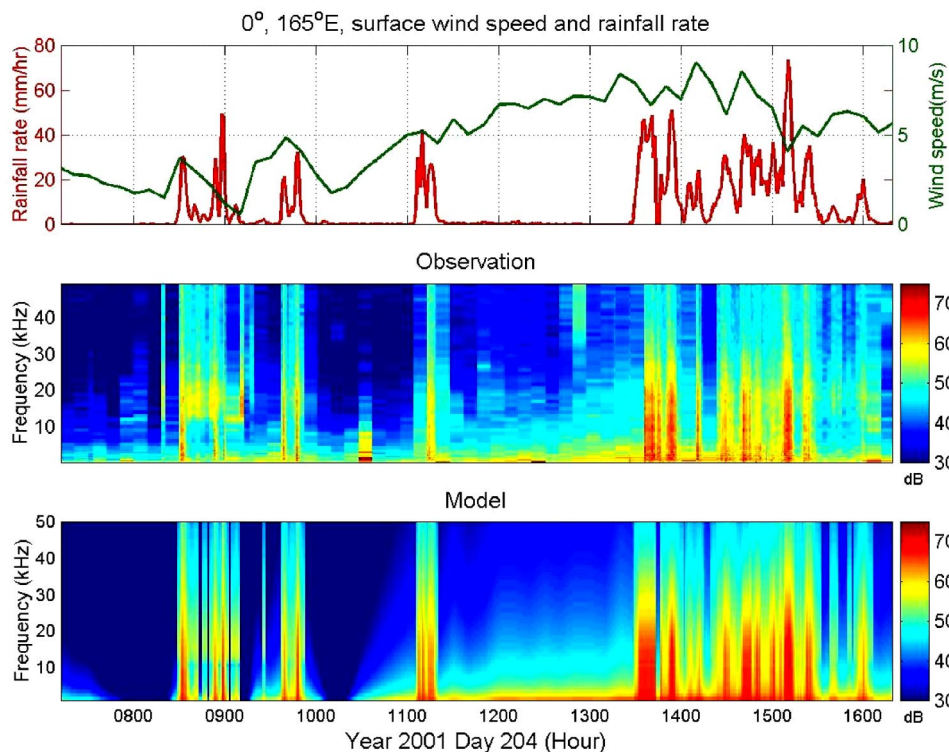 0°, 165°E, surface wind speed and rainfall rate
Rainfall rate (mm/hr)
80
60
40
20
0
10
5
0
Wind speed(m/s)
Observation
Frequency (kHz)
40
30
20
10
70
60
50
40
30
dB
Model
Frequency (kHz)
50
40
30
20
10
70
60
50
40
30
dB
0800 0900 1000 1100 1200 1300 1400 1500 1600
Year 2001 Day 204 (Hour)